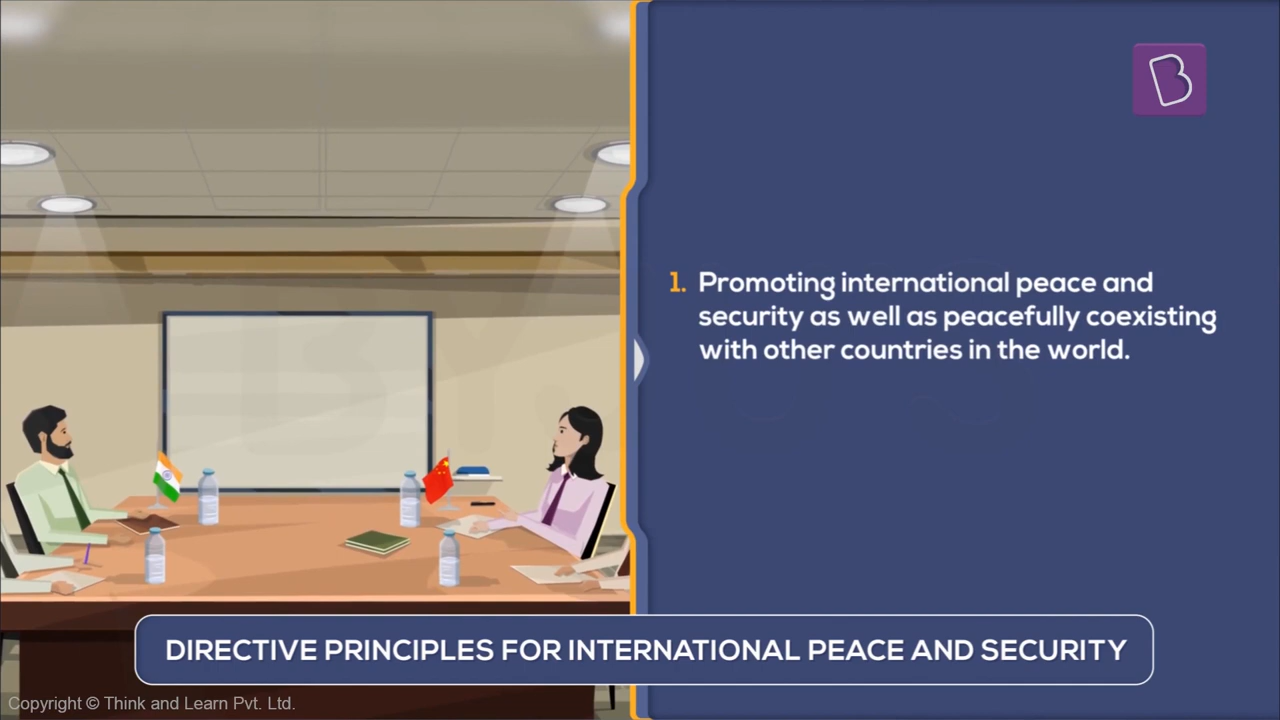 B
1. Promoting international peace and
security as well as peacefully coexisting
with other countries in the world.
DIRECTIVE PRINCIPLES FOR INTERNATIONAL PEACE AND SECURITY
Copyright © Think and Learn Pvt. Ltd.